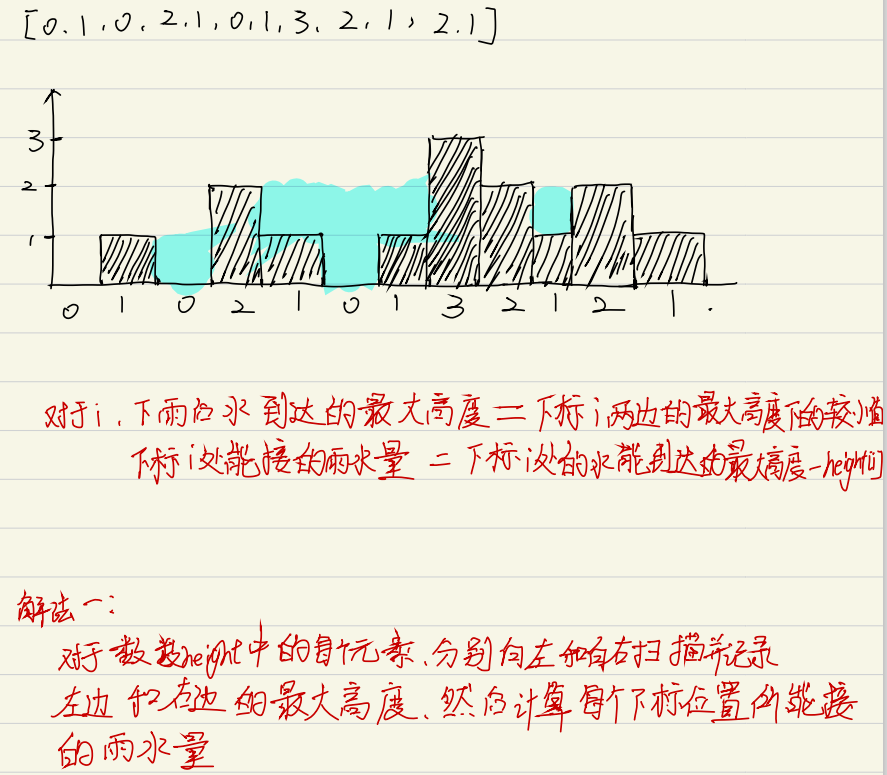 [0.1.0.2.1,0,1,3.2,1,2.1]
3
2
1
0 1 0 2 1 0 1 3 2 1 2 1 .
对于i,下雨后水到达的最大高度=下标i两边的最大高度的较小值
下标i处能接的雨水量=下标i处的水能到达的最大高度-height[i]
解法一:
对于数数height中的每个元素,分别向左和向右扫描并记录
左边和右边的最大高度,然后计算每个下标位置所能接
的雨水量